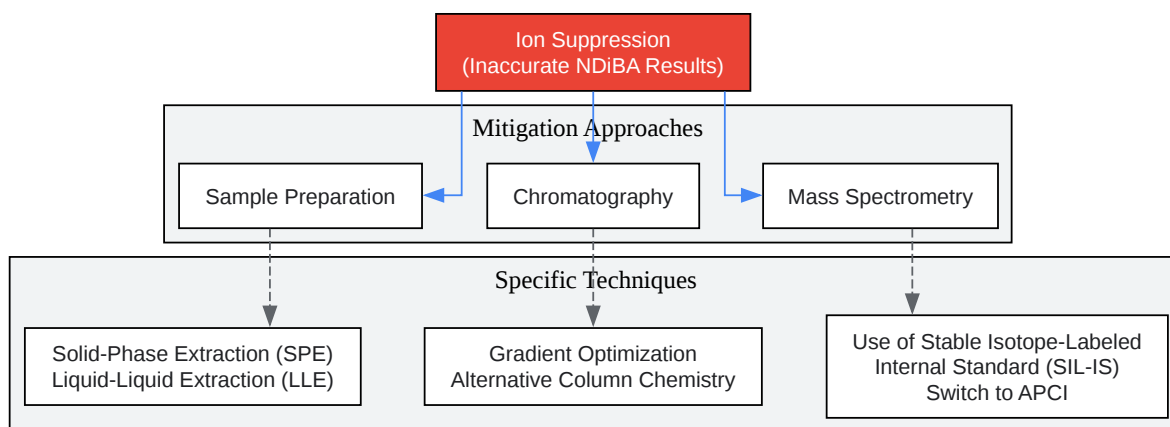 Ion Suppression
(Inaccurate NDiBA Results)
Mitigation Approaches
Sample Preparation
Chromatography
Mass Spectrometry
Specific Techniques
Solid-Phase Extraction (SPE)
Liquid-Liquid Extraction (LLE)
Gradient Optimization
Alternative Column Chemistry
Use of Stable Isotope-Labeled
Internal Standard (SIL-IS)
Switch to APCI